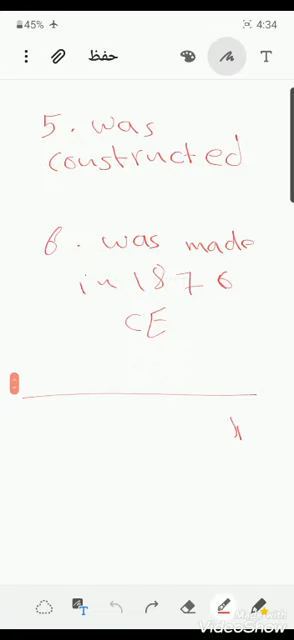 45%
4:34
حفظ
T
5. was
constructed
6. was made
in 1876
CE
T
Made With
VideoShow